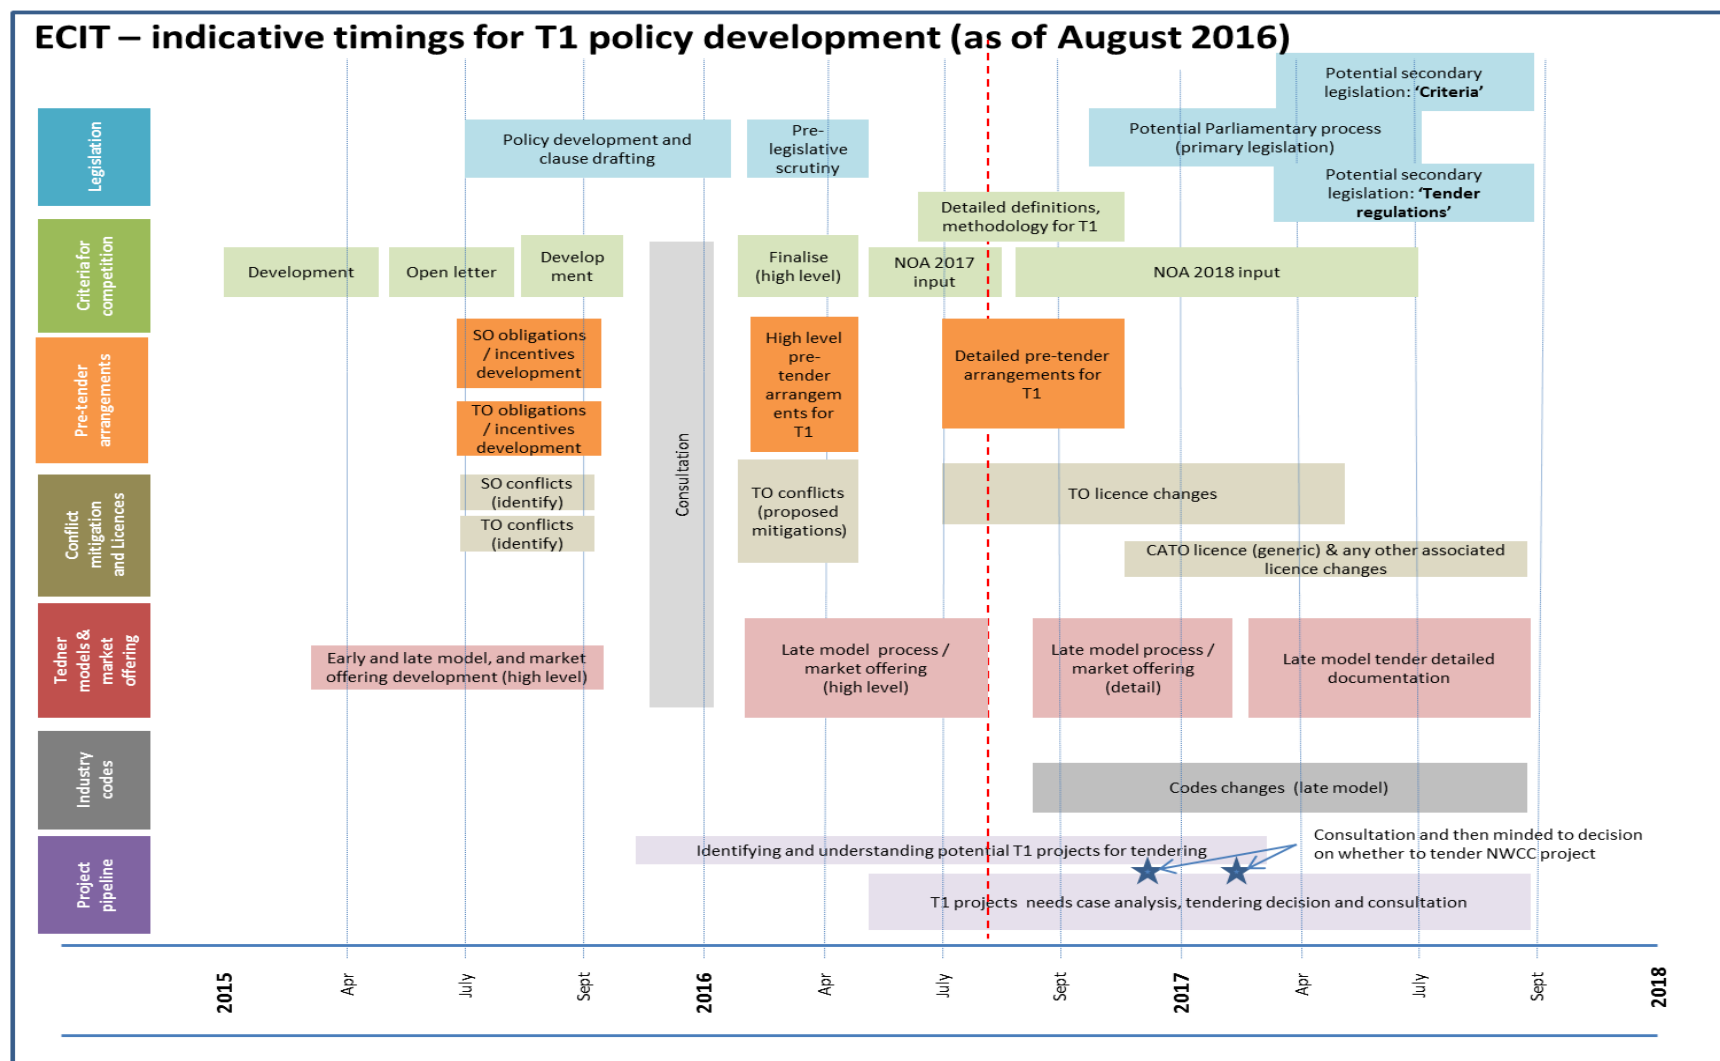 ECIT – indicative timings for T1 policy development (as of August 2016)
Legislation
Policy development and
clause drafting
Pre-
legislative
scrutiny
Potential secondary
legislation: ‘Criteria’
Potential Parliamentary process
(primary legislation)
Potential secondary
legislation: ‘Tender
regulations’
Criteria for
competition
Development
Open letter
Develop
ment
Finalise
(high level)
Detailed definitions,
methodology for T1
NOA 2017
input
NOA 2018 input
Consultation
Pre-tender
arrangements
SO obligations
/ incentives
development
TO obligations
/ incentives
development
High level
pre-
tender
arrangem
ents for
T1
Detailed pre-tender
arrangements for
T1
Conflict
mitigation
and Licences
SO conflicts
(identify)
TO conflicts
(identify)
TO conflicts
(proposed
mitigations)
TO licence changes
CATO licence (generic) & any other associated
licence changes
Tedner
models &
market
offering
Early and late model, and market
offering development (high level)
Late model process /
market offering
(high level)
Late model process /
market offering
(detail)
Late model tender detailed
documentation
Industry
codes
Codes changes (late model)
Project
pipeline
Identifying and understanding potential T1 projects for tendering
Consultation and then minded to decision
on whether to tender NWCC project
T1 projects needs case analysis, tendering decision and consultation
2015
Apr
July
Sept
2016
Apr
July
Sept
2017
Apr
July
Sept
2018